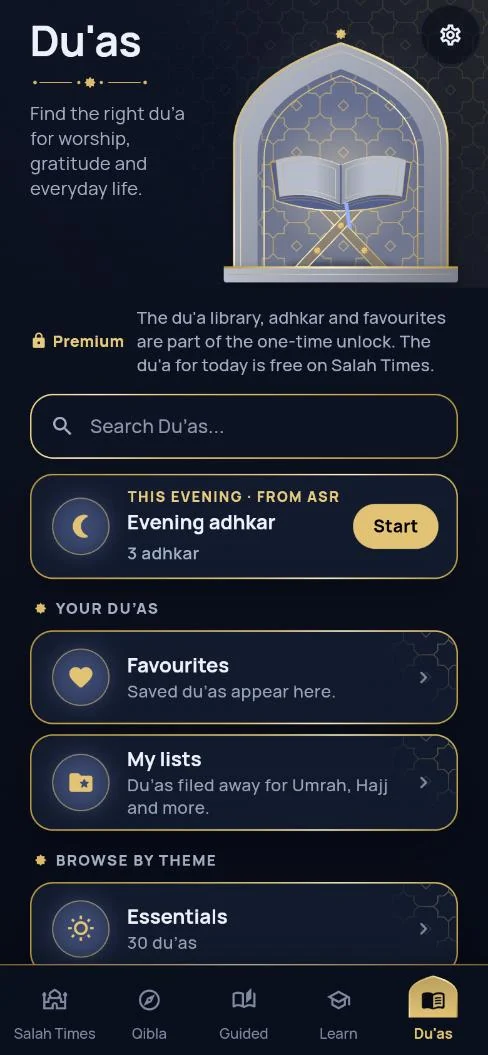 Du'as
Find the right du’a
for worship,
gratitude and
everyday life.
Premium
The du’a library, adhkar and favourites
are part of the one-time unlock. The
du’a for today is free on Salah Times.
Search Du’as...
THIS EVENING · FROM ASR
Evening adhkar
3 adhkar
Start
YOUR DU’AS
Favourites
Saved du’as appear here.
My lists
Du’as filed away for Umrah, Hajj
and more.
BROWSE BY THEME
Essentials
30 du’as
Salah Times
Qibla
Guided
Learn
Du’as